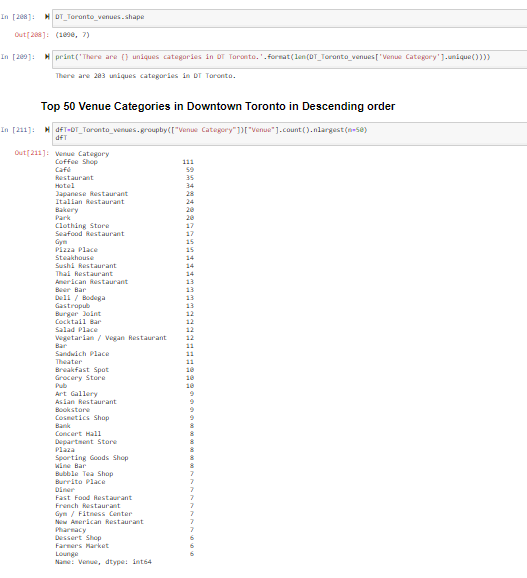 In [208]: DT_Toronto_venues.shape
Out[208]: (1090, 7)
In [209]: print('There are {} uniques categories in DT Toronto.'.format(len(DT_Toronto_venues['Venue Category'].unique())))
There are 203 uniques categories in DT Toronto.
Top 50 Venue Categories in Downtown Toronto in Descending order
In [211]: dfT=DT_Toronto_venues.groupby(["Venue Category"])["Venue"].count().nlargest(n=50)
dfT
Out[211]: Venue Category
Coffee Shop 111
Café 59
Restaurant 35
Hotel 34
Japanese Restaurant 28
Italian Restaurant 24
Bakery 20
Park 20
Clothing Store 17
Seafood Restaurant 17
Gym 15
Pizza Place 15
Steakhouse 14
Sushi Restaurant 14
Thai Restaurant 14
American Restaurant 13
Beer Bar 13
Deli / Bodega 13
Gastropub 13
Burger Joint 12
Cocktail Bar 12
Salad Place 12
Vegetarian / Vegan Restaurant 12
Bar 11
Sandwich Place 11
Theater 11
Breakfast Spot 10
Grocery Store 10
Pub 10
Art Gallery 9
Asian Restaurant 9
Bookstore 9
Cosmetics Shop 9
Bank 8
Concert Hall 8
Department Store 8
Plaza 8
Sporting Goods Shop 8
Wine Bar 8
Bubble Tea Shop 7
Burrito Place 7
Diner 7
Fast Food Restaurant 7
French Restaurant 7
Gym / Fitness Center 7
New American Restaurant 7
Pharmacy 7
Dessert Shop 6
Farmers Market 6
Lounge 6
Name: Venue, dtype: int64